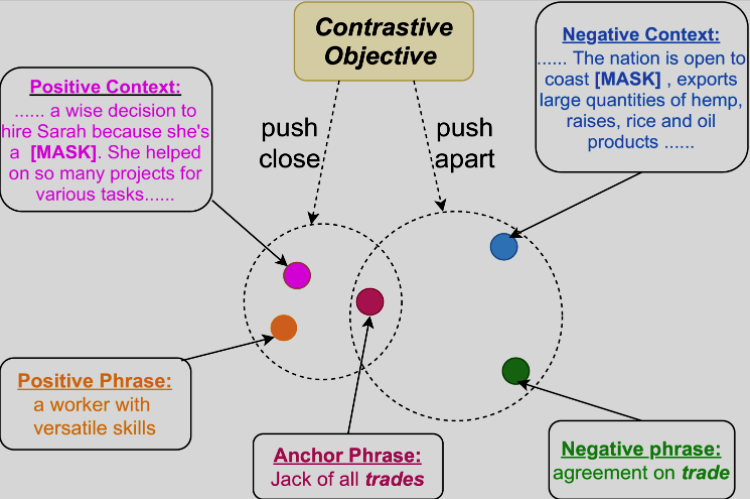 Contrastive
Objective
Positive Context:
...... a wise decision to
hire Sarah because she's
a [MASK]. She helped
on so many projects for
various tasks......
push
close
push
apart
Negative Context:
...... The nation is open to
coast [MASK] , exports
large quantities of hemp,
raises, rice and oil
products ......
Positive Phrase:
a worker with
versatile skills
Anchor Phrase:
Jack of all trades
Negative phrase:
agreement on trade